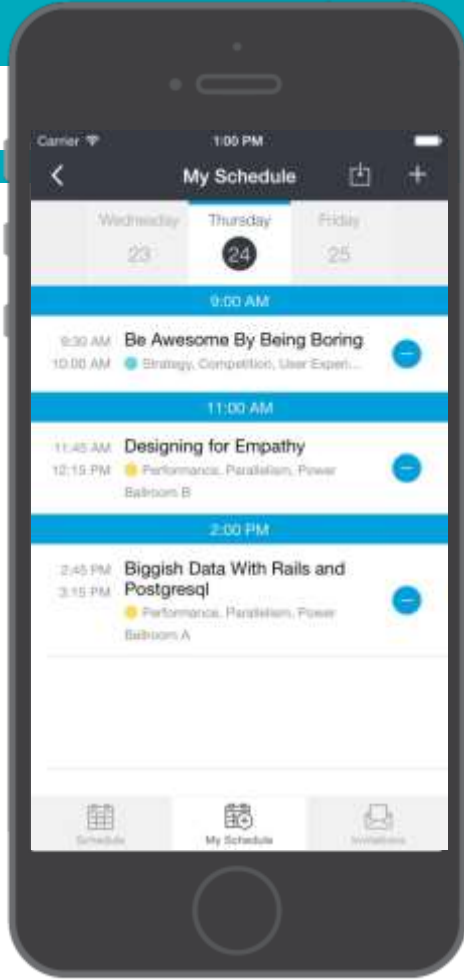 Carrier 1:00 PM
My Schedule
Wednesday Thursday Friday
23 24 25
9:00 AM
9:30 AM Be Awesome By Being Boring
10:00 AM Strategy, Competition, User Experi...
11:00 AM
11:45 AM Designing for Empathy
12:15 PM Performance, Parallelism, Power
Ballroom B
2:00 PM
2:45 PM Biggish Data With Rails and
3:15 PM Postgresql
Performance, Parallelism, Power
Ballroom A
Schedule My Schedule Invitations